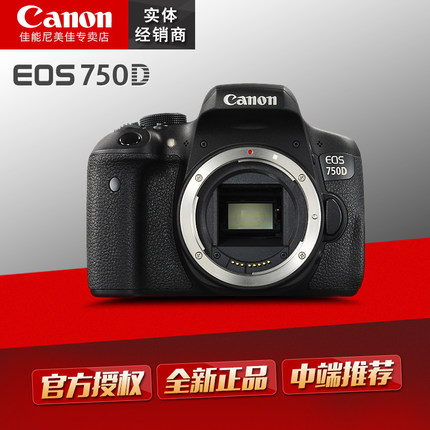 Canon
佳能尼美佳专卖店
实体
经销商
EOS 750D
Canon
EOS
750D
官方授权
全新正品
中端推荐